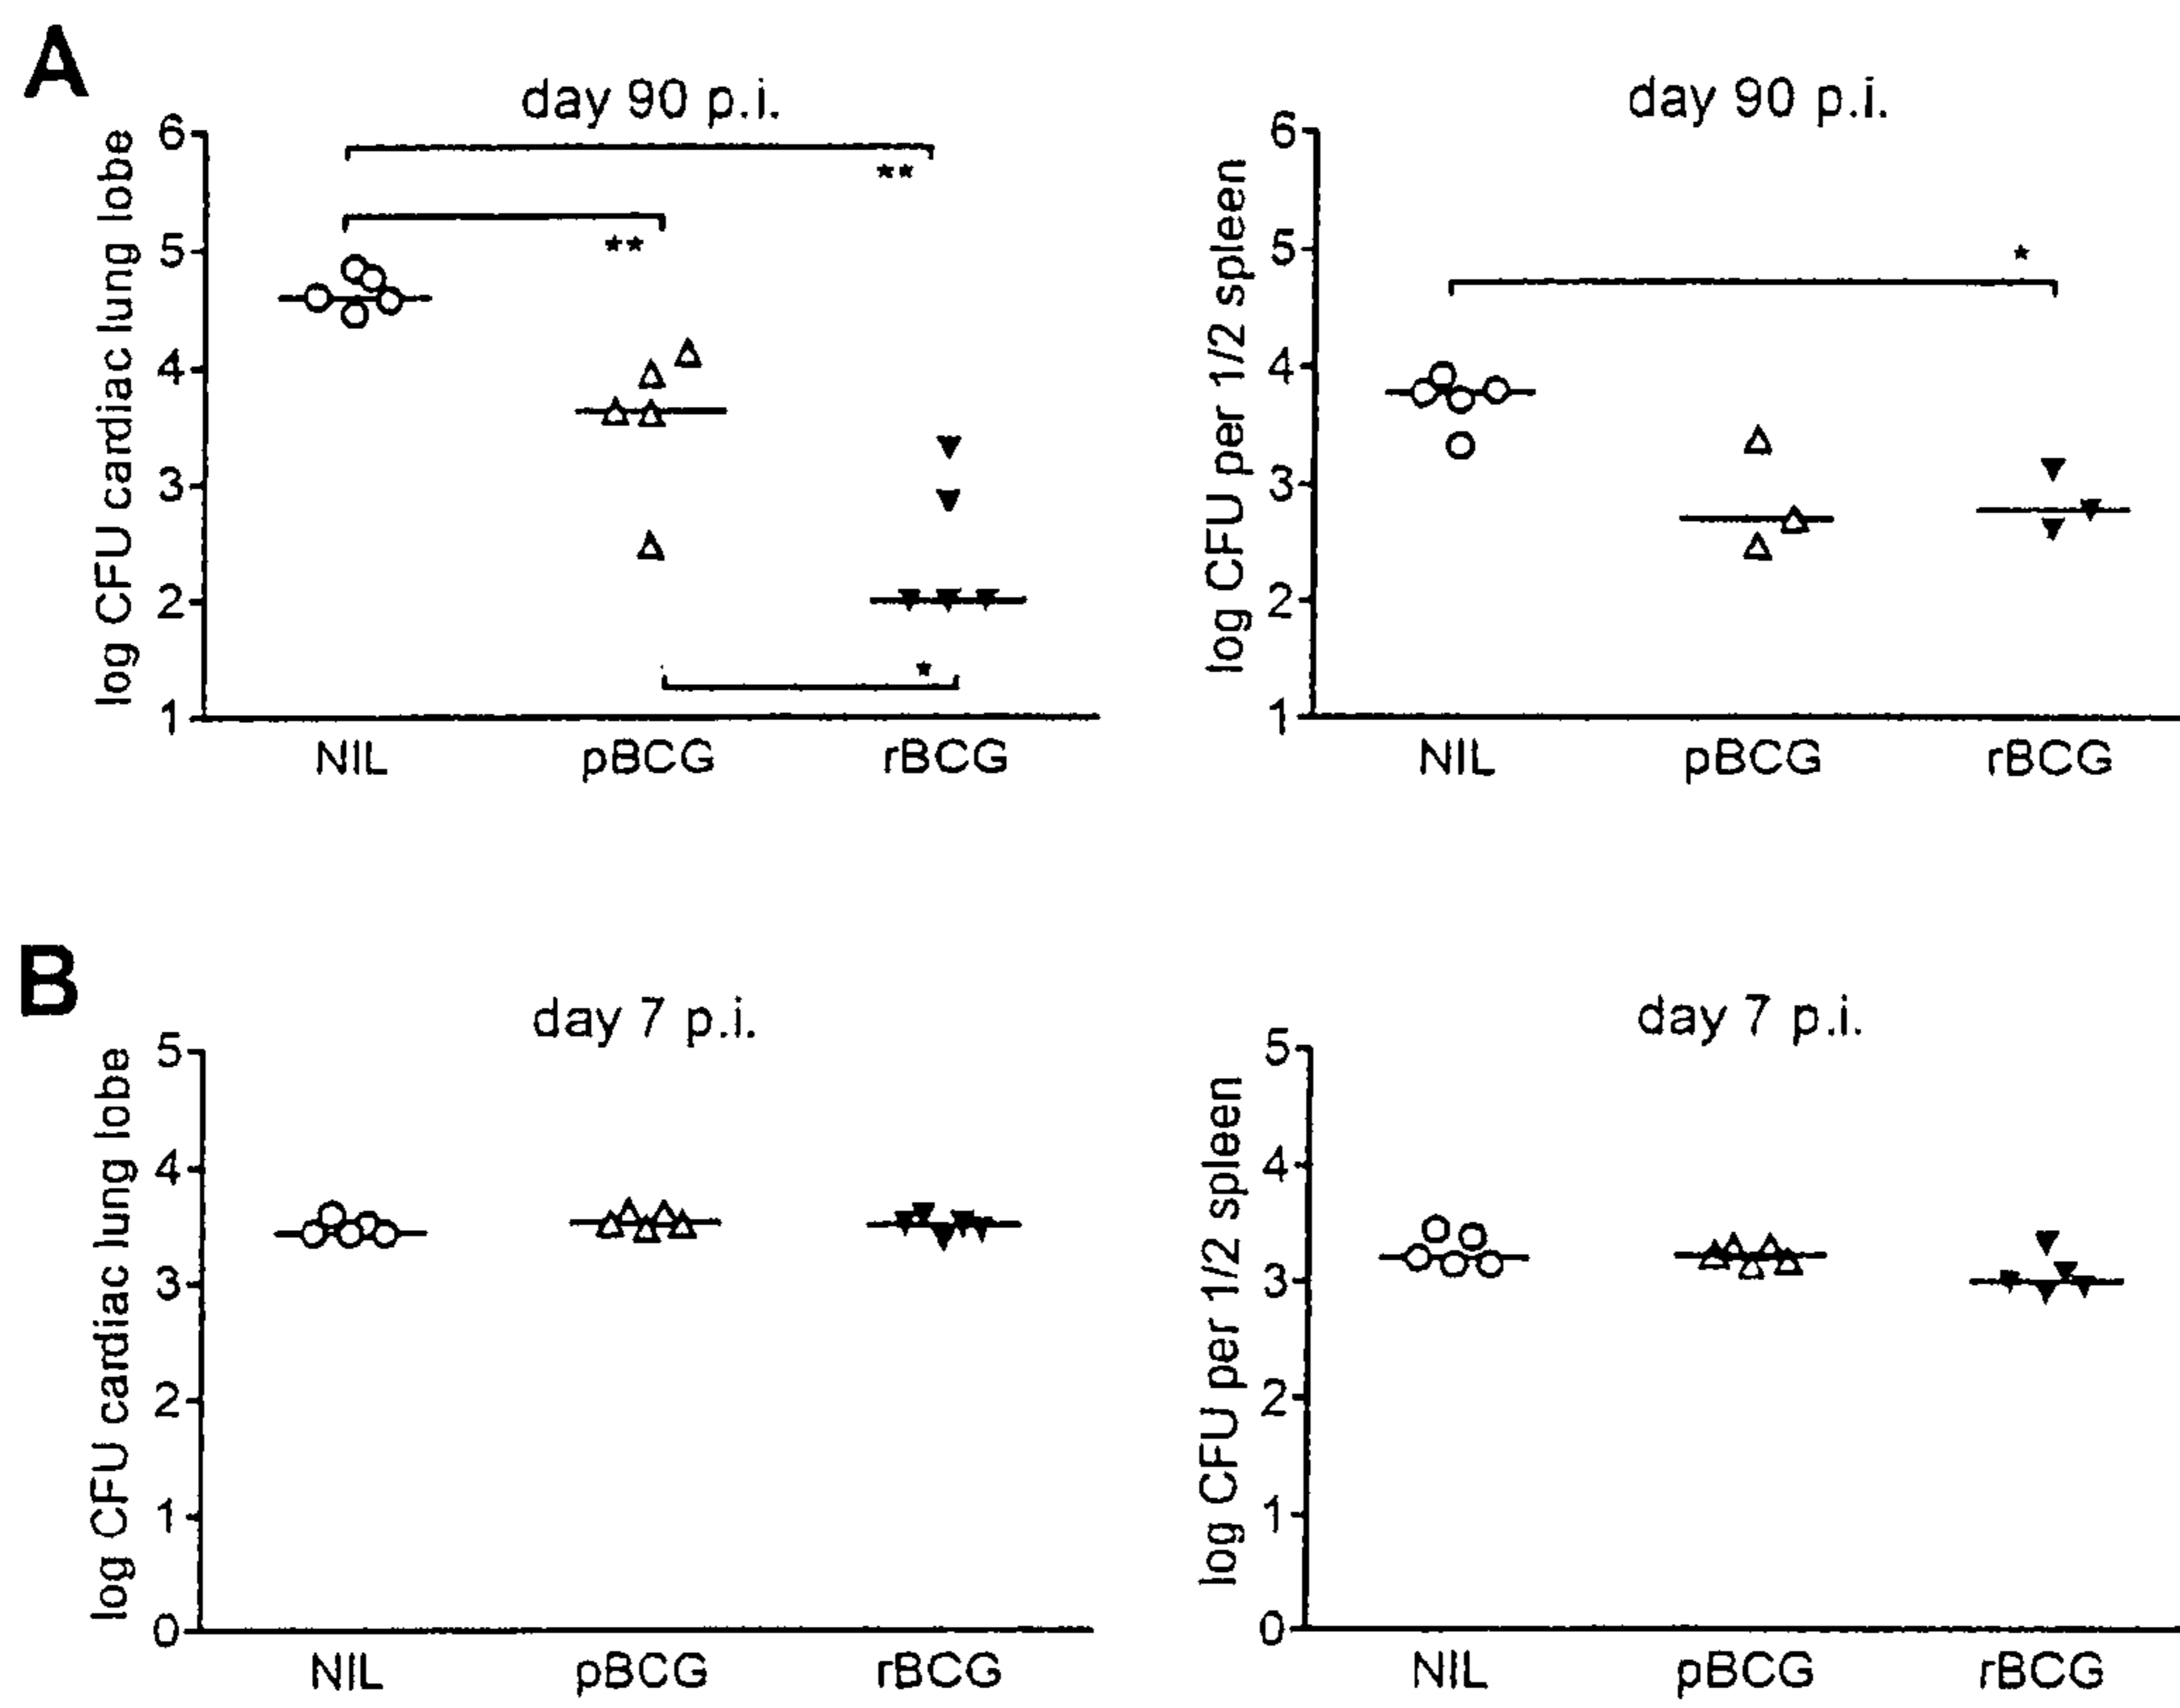 A
day 90 p.i.
log CFU cardiac lung lobe
6
5
4
3
2
1
**
**
*
NIL pBCG rBCG
day 90 p.i.
log CFU per 1/2 spleen
6
5
4
3
2
1
*
NIL pBCG rBCG
B
day 7 p.i.
log CFU cardiac lung lobe
5
4
3
2
1
0
NIL pBCG rBCG
day 7 p.i.
log CFU per 1/2 spleen
5
4
3
2
1
0
NIL pBCG rBCG